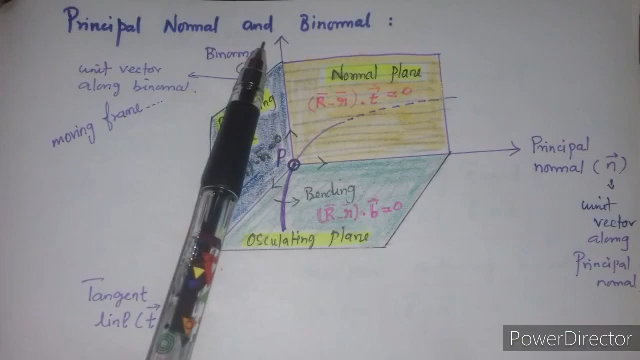 Principal Normal and Binormal :
Binorma
unit vector
along binormal.
moving frame....
Normal plane
(R̄-r̄).t̄=0
P
Principal
normal (n⃗)
unit
vector
along
Principal
normal
Bending
(R̄-r̄).b̄=0
Osculating Plane
Tangent
line (t⃗
PowerDirector